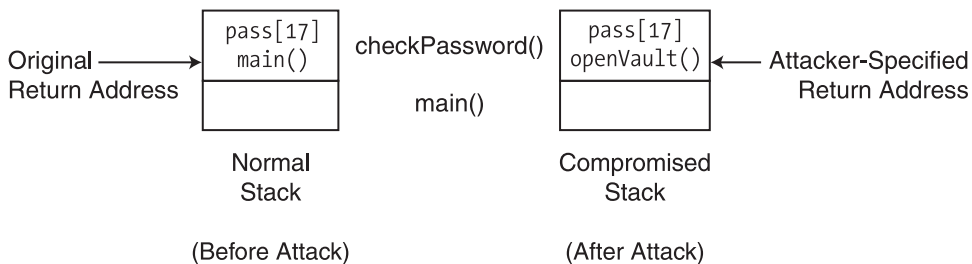 pass[17]
main()
Original
Return Address
checkPassword()
main()
pass[17]
openVault()
Attacker-Specified
Return Address
Normal
Stack
Compromised
Stack
(Before Attack)
(After Attack)